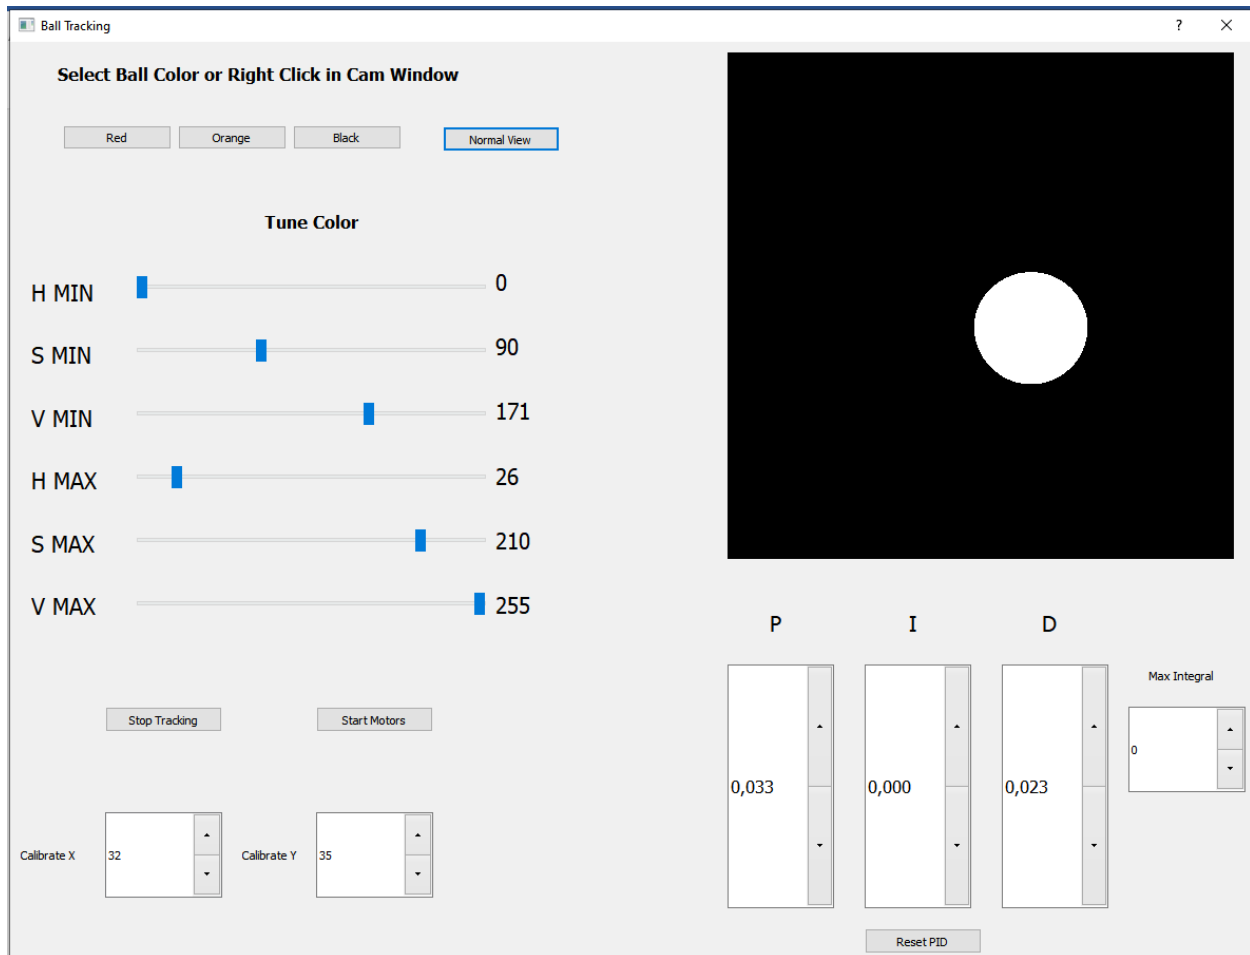 Ball Tracking
?
Select Ball Color or Right Click in Cam Window
Red Orange Black Normal View
Tune Color
H MIN 0
S MIN 90
V MIN 171
H MAX 26
S MAX 210
V MAX 255
P I D
Max Integral
Stop Tracking Start Motors
0
0,033 0,000 0,023
Calibrate X 32 Calibrate Y 35
Reset PID